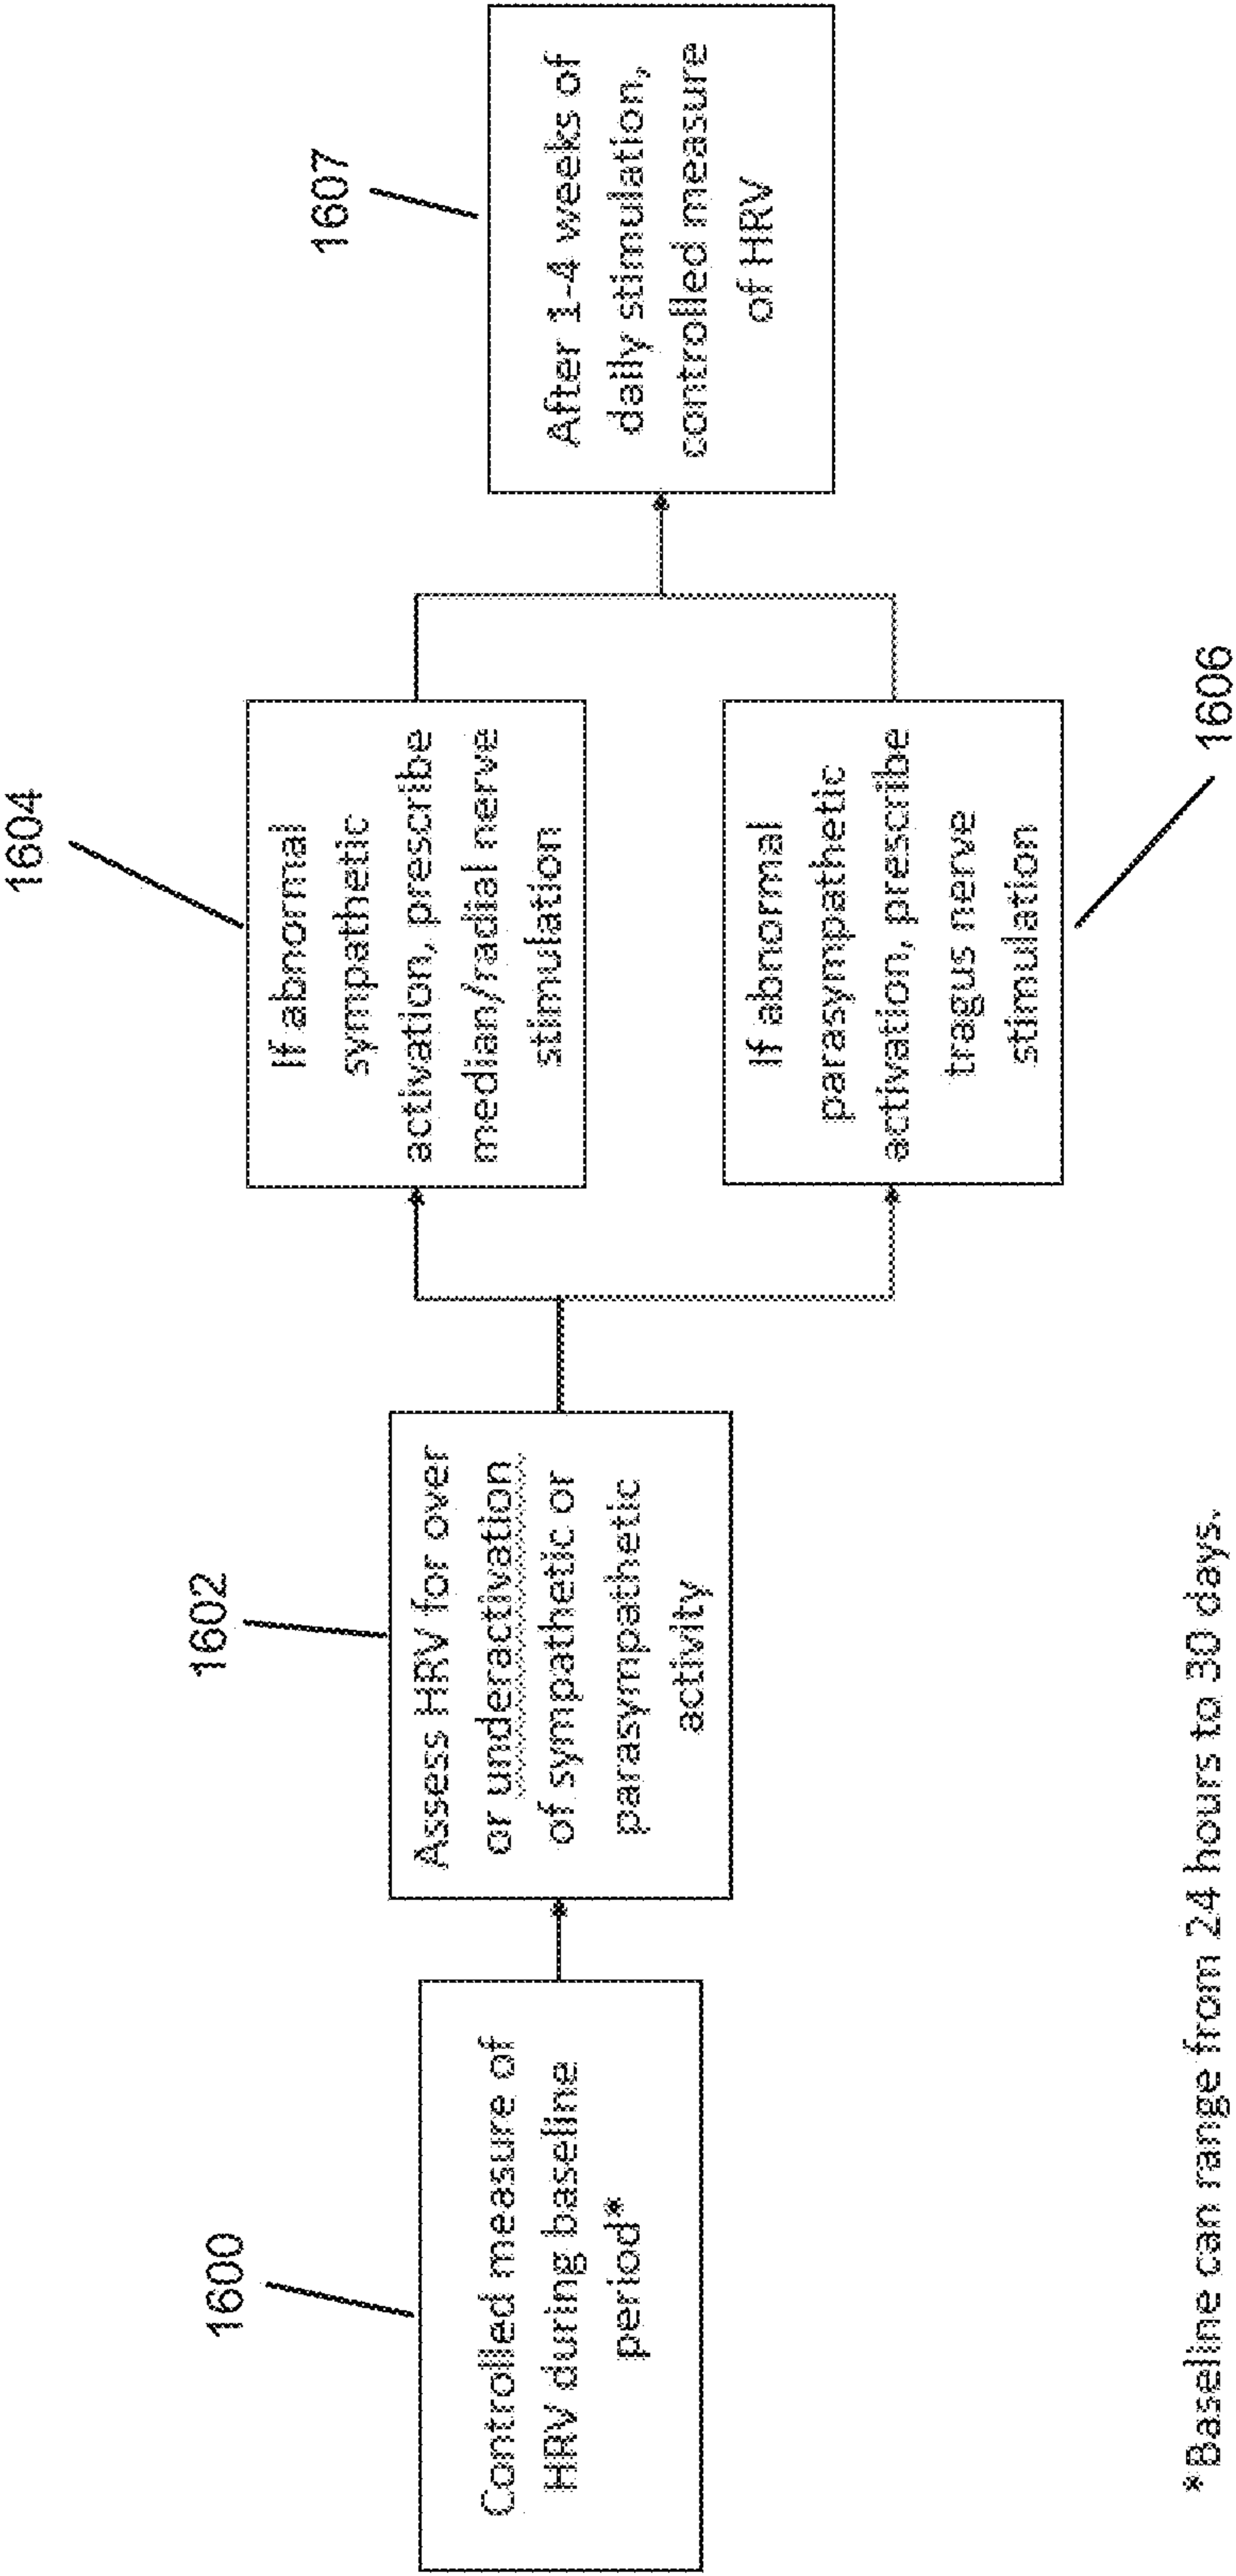 1600
Controlled measure of
HRV during baseline
period*
1602
Assess HRV for over
or underactivation
of sympathetic or
parasympathetic
activity
1604
If abnormal
sympathetic
activation, prescribe
median/radial nerve
stimulation
If abnormal
parasympathetic
activation, prescribe
tragus nerve
stimulation
1606
1607
After 1-4 weeks of
daily stimulation,
controlled measure
of HRV
*Baseline can range from 24 hours to 30 days.